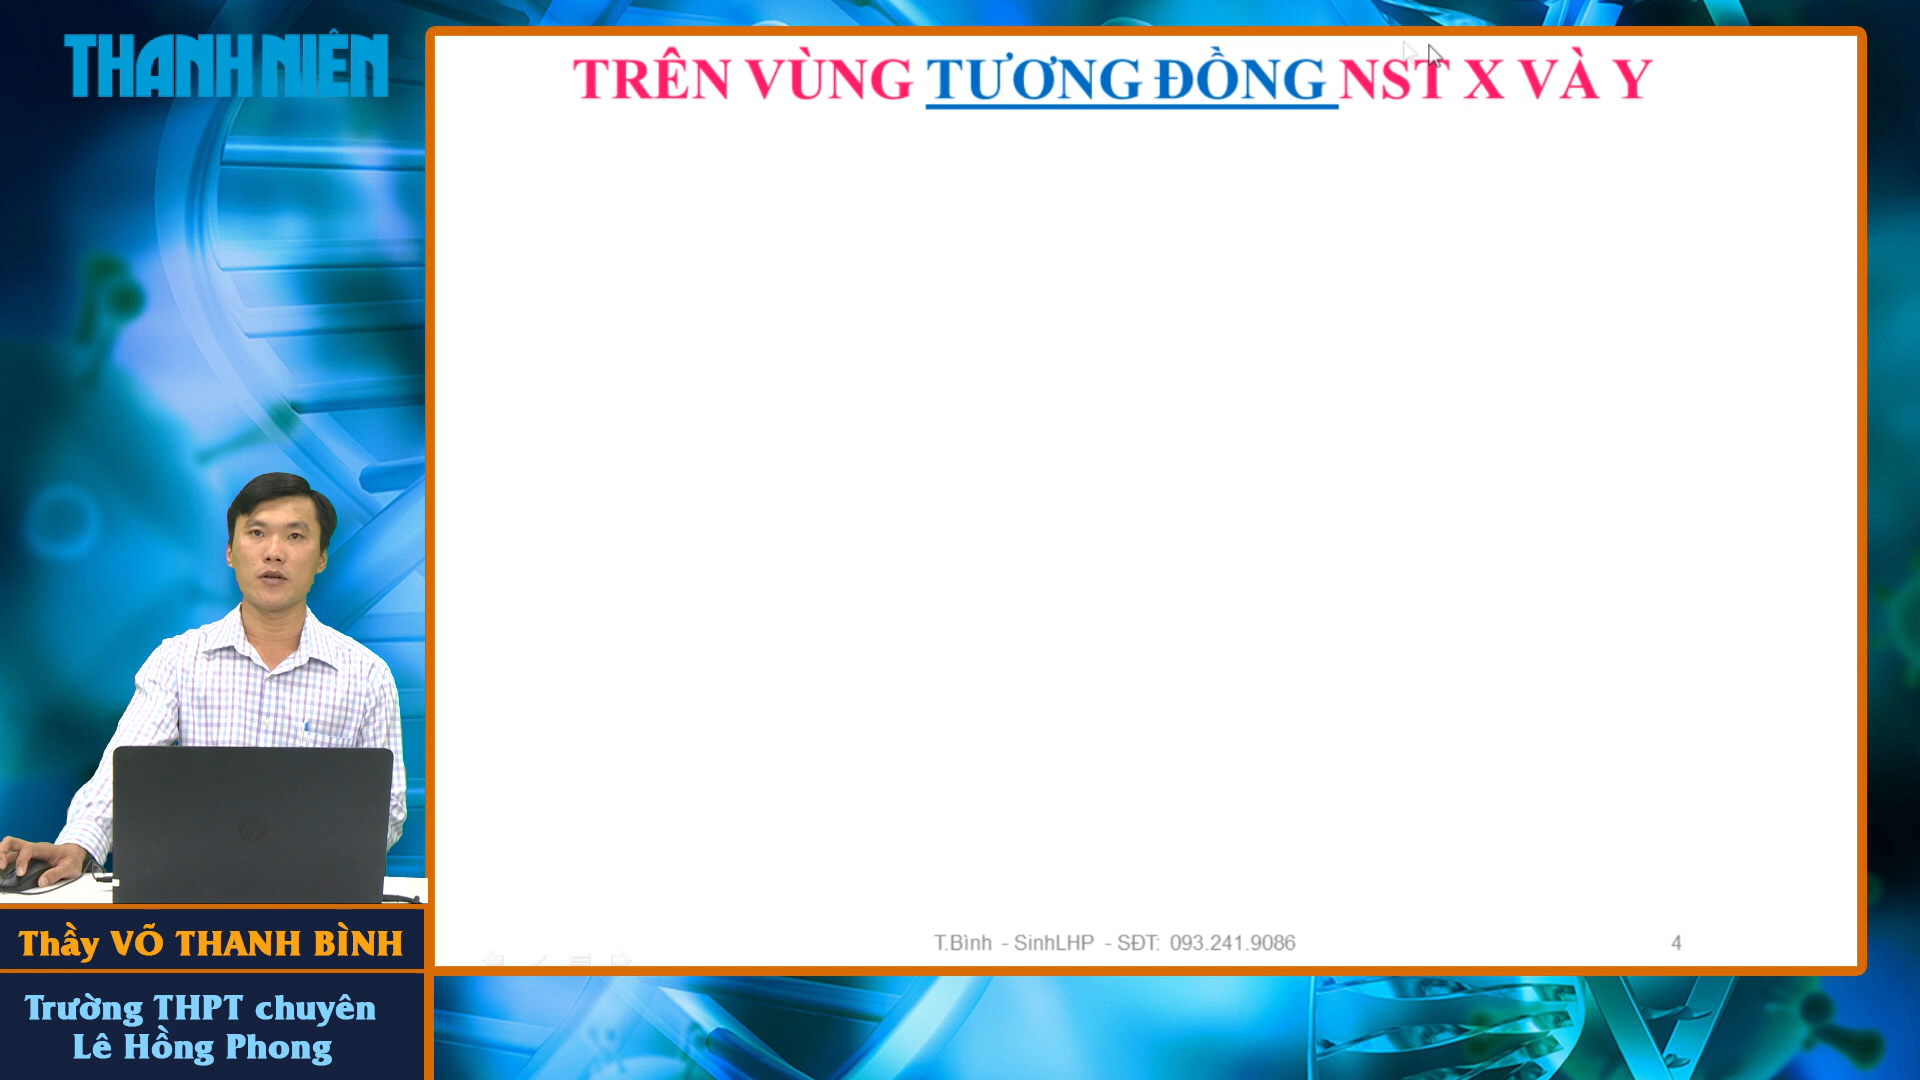 THANH NIÊN
TRÊN VÙNG TƯƠNG ĐỒNG NST X VÀ Y
T.Bình - SinhLHP - SĐT: 093.241.9086
4
Thầy VÕ THANH BÌNH
Trường THPT chuyên
Lê Hồng Phong